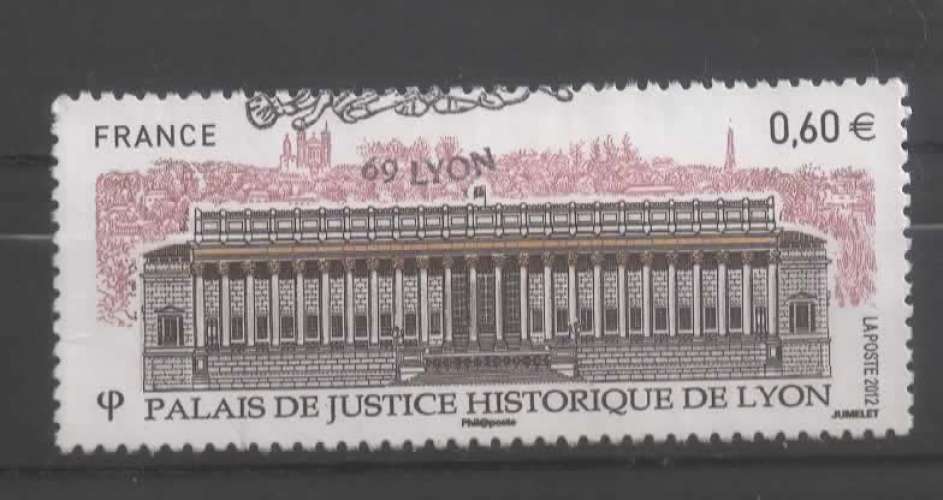 FRANCE
0,60 €
69 LYON
LA POSTE 2012
φ PALAIS DE JUSTICE HISTORIQUE DE LYON
Phil@poste
JUMELET